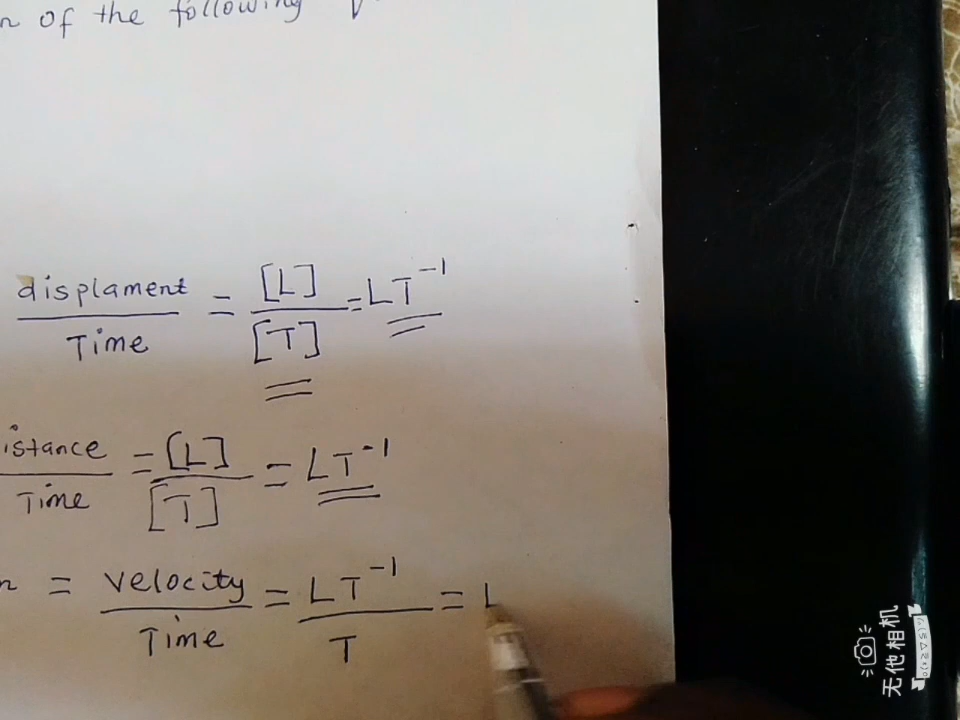 n of the following
displament = [L] = LT⁻¹
Time [T]
istance = [L] = LT⁻¹
Time [T]
n = velocity = LT⁻¹ = L
Time T
无他相机